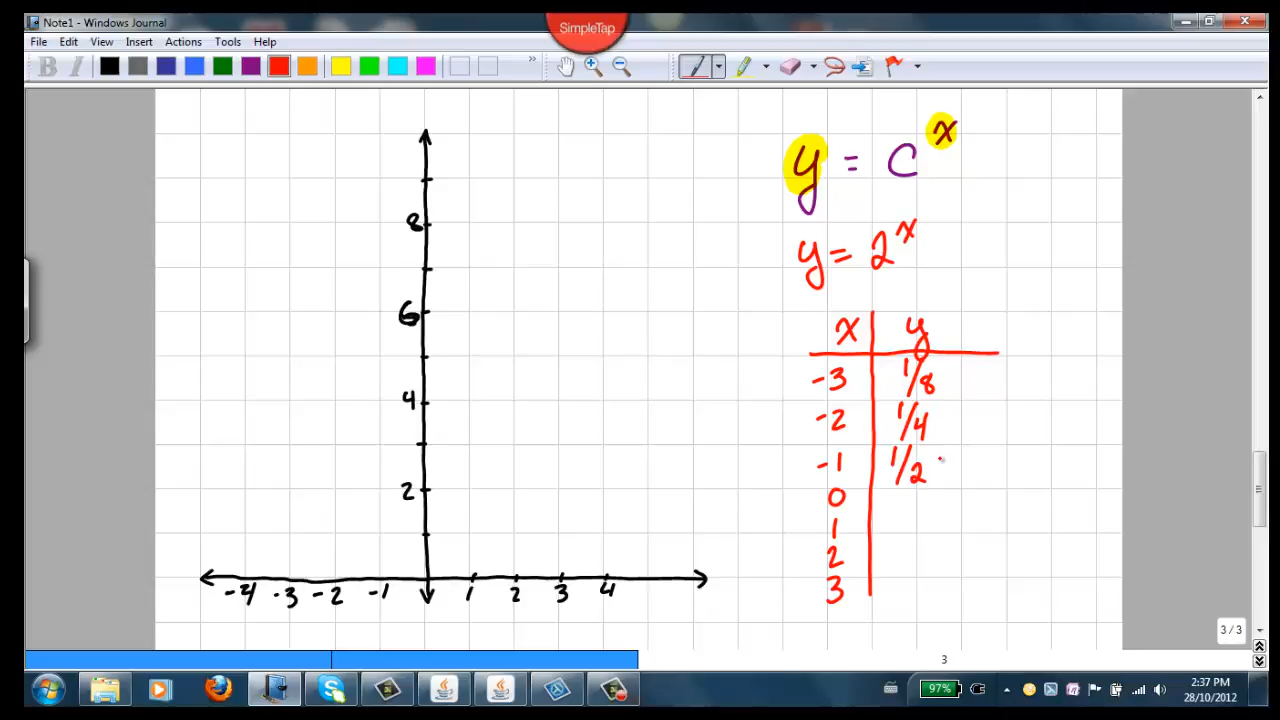 Note1 - Windows Journal
SimpleTap
File Edit View Insert Actions Tools Help
B I
y = c^x
y = 2^x
x y
-3 1/8
-2 1/4
-1 1/2
0
1
2
3
8
6
4
2
-4 -3 -2 -1 1 2 3 4
3 / 3
3
97%
2:37 PM
28/10/2012